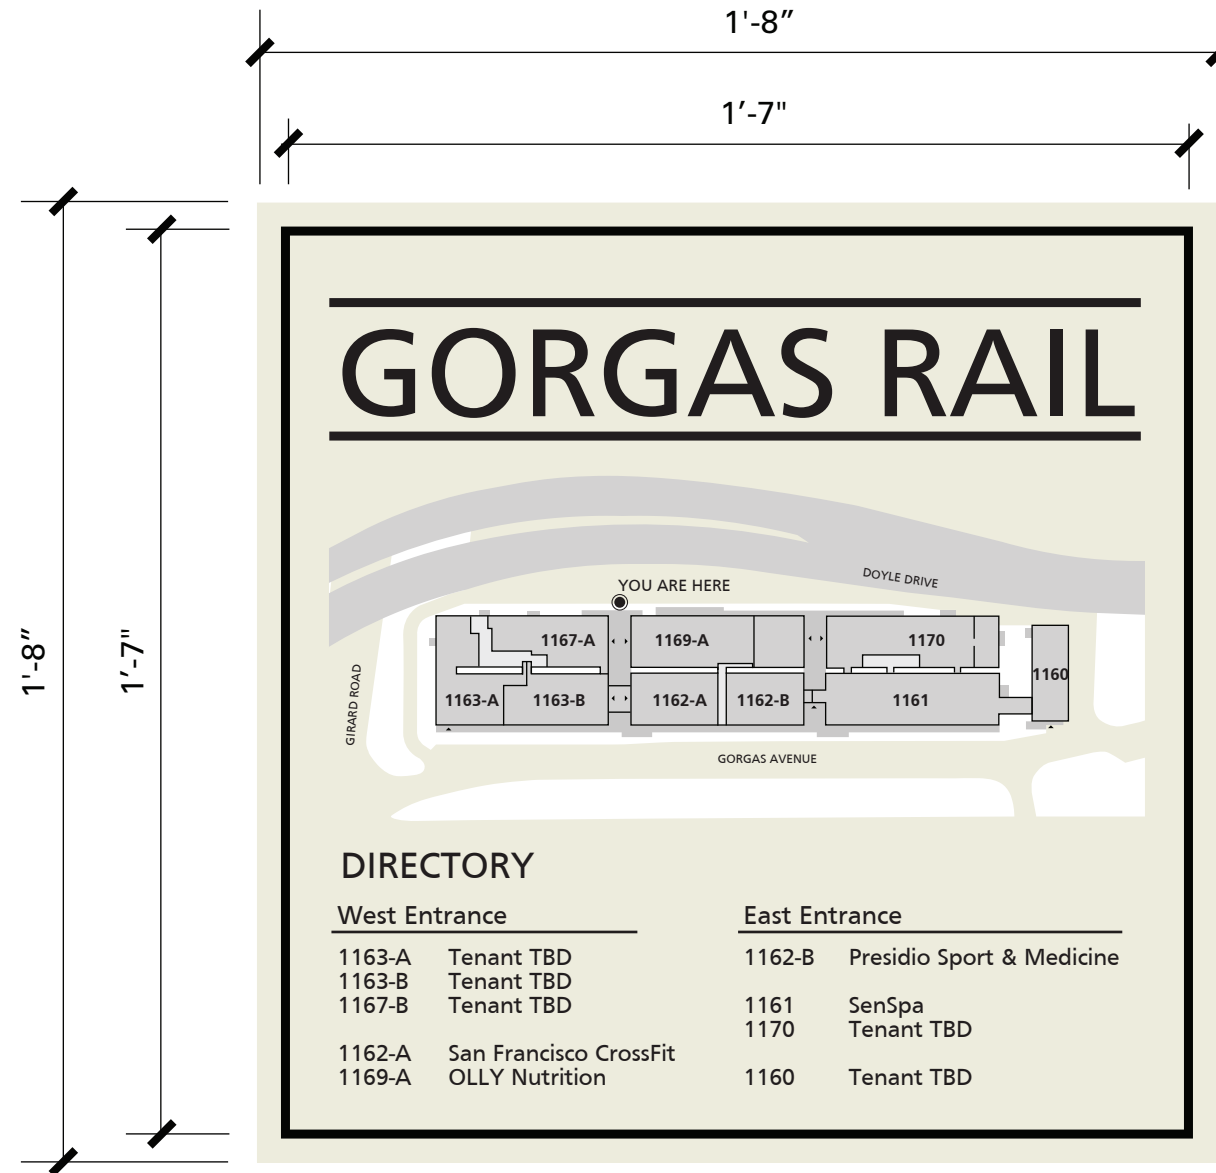 1'-8”
1’-7"
1'-8”
1’-7"
GORGAS RAIL
DOYLE DRIVE
YOU ARE HERE
1167-A
1169-A
1170
1160
1163-A
1163-B
1162-A
1162-B
1161
GIRARD ROAD
GORGAS AVENUE
DIRECTORY
West Entrance
1163-A Tenant TBD
1163-B Tenant TBD
1167-B Tenant TBD
1162-A San Francisco CrossFit
1169-A OLLY Nutrition
East Entrance
1162-B Presidio Sport & Medicine
1161 SenSpa
1170 Tenant TBD
1160 Tenant TBD